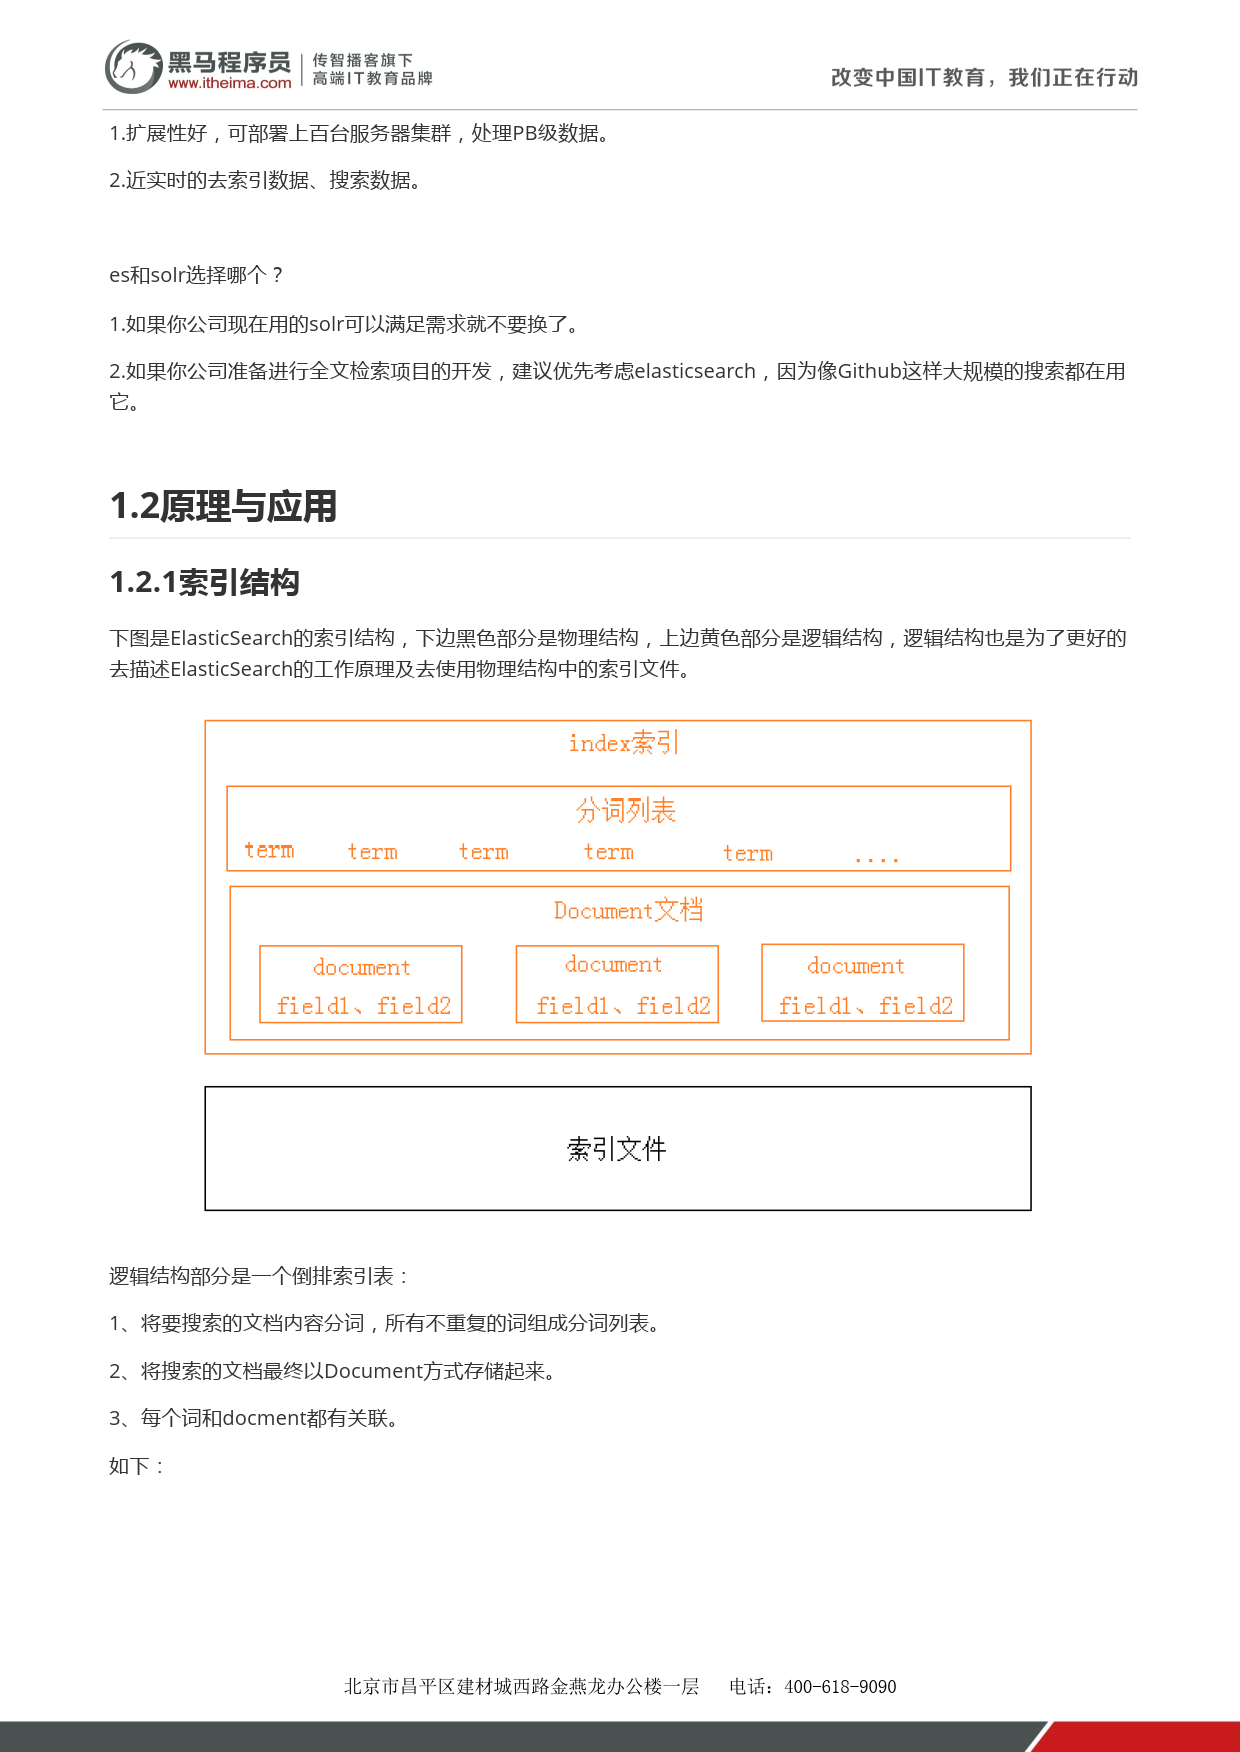 黑马程序员
www.itheima.com
传智播客旗下
高端IT教育品牌
改变中国IT教育，我们正在行动
1.扩展性好，可部署上百台服务器集群，处理PB级数据。
2.近实时的去索引数据、搜索数据。
es和solr选择哪个？
1.如果你公司现在用的solr可以满足需求就不要换了。
2.如果你公司准备进行全文检索项目的开发，建议优先考虑elasticsearch，因为像Github这样大规模的搜索都在用
它。
1.2原理与应用
1.2.1索引结构
下图是ElasticSearch的索引结构，下边黑色部分是物理结构，上边黄色部分是逻辑结构，逻辑结构也是为了更好的
去描述ElasticSearch的工作原理及去使用物理结构中的索引文件。
index索引
分词列表
term term term term term ....
Document文档
document document document
field1、field2 field1、field2 field1、field2
索引文件
逻辑结构部分是一个倒排索引表：
1、将要搜索的文档内容分词，所有不重复的词组成分词列表。
2、将搜索的文档最终以Document方式存储起来。
3、每个词和docment都有关联。
如下：
北京市昌平区建材城西路金燕龙办公楼一层 电话：400-618-9090